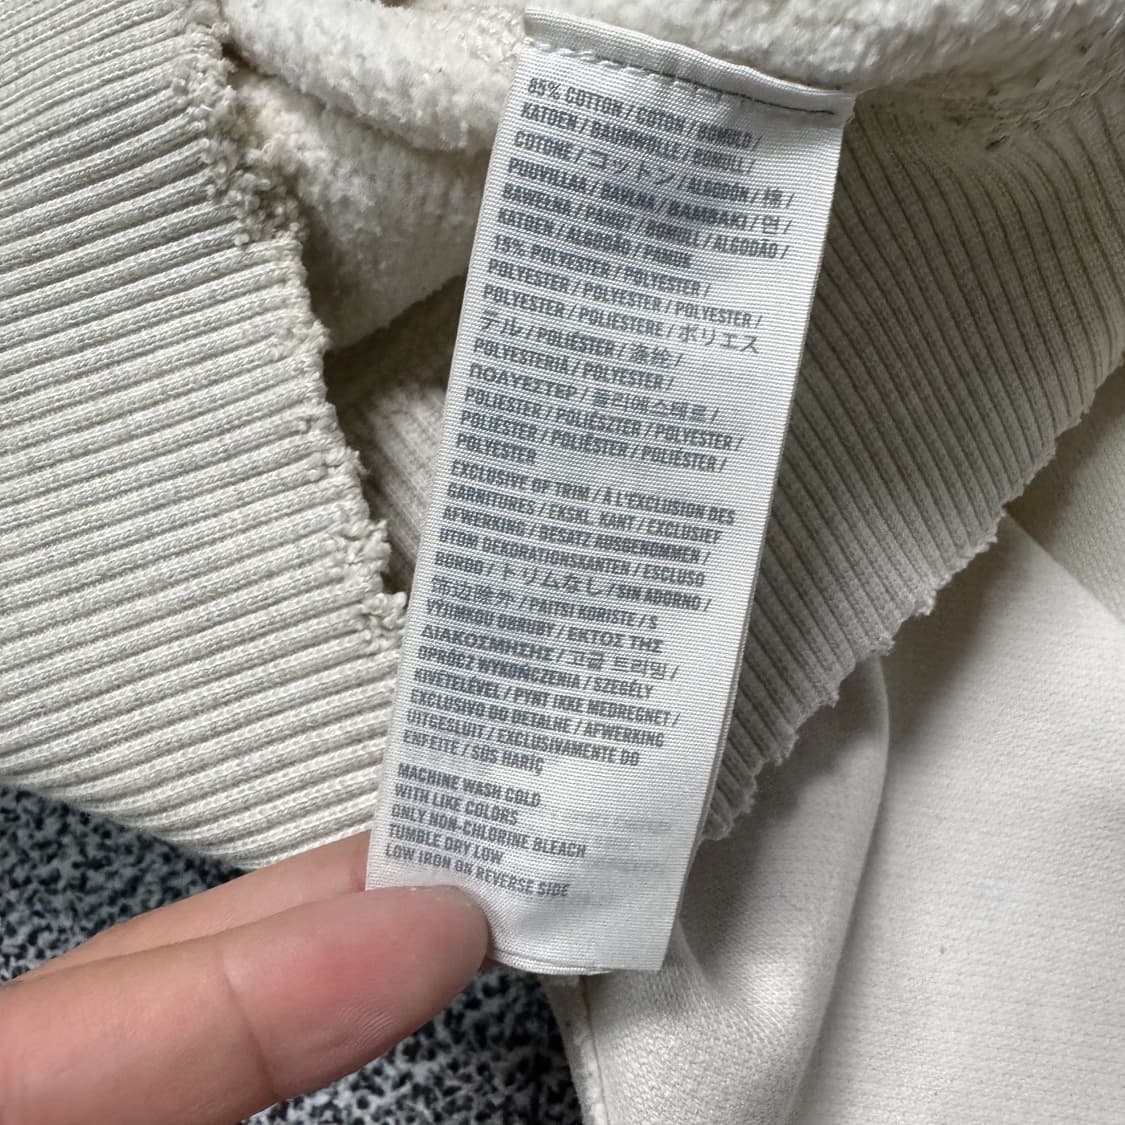 85% COTTON / COTON / BOMULD /
KATOEN / BAUMWOLLE / BOMULL /
COTONE / コットン / ALGODÓN / 棉 /
PUUVILLAA / BAVLNA / ΒΑΜΒΑΚΙ / 면 /
BAWEŁNA / PAMUT / BOMULL / ALGODÃO /
KATOEN / ALGODÃO / PAMUK
15% POLYESTER / POLYESTER /
POLYESTER / POLYESTER / POLYESTER /
POLYESTER / POLIESTERE / ポリエス
テル / POLIÉSTER / 涤纶 /
POLYESTERIÄ / POLYESTER /
ΠΟΛΥΕΣΤΕΡ / 폴리에스테르 /
POLIESTER / POLIÉSZTER / POLYESTER /
POLIÉSTER / POLIËSTER / POLIÉSTER /
POLYESTER
EXCLUSIVE OF TRIM / À L'EXCLUSION DES
GARNITURES / EKSKL. KANT / EXCLUSIEF
AFWERKING / BESATZ AUSGENOMMEN /
UTOM DEKORATIONSKANTER / ESCLUSO
BORDO / トリムなし / SIN ADORNO /
饰边除外 / PAITSI KORISTE / S
VÝJIMKOU OBRUBY / ΕΚΤΟΣ ΤΗΣ
ΔΙΑΚΟΣΜΗΣΗΣ / 고급 트리밍 /
OPRÓCZ WYKOŃCZENIA / SZEGÉLY
KIVÉTELÉVEL / PYNT IKKE MEDREGNET /
EXCLUSIVO DO DETALHE / AFWERKING
UITGESLUIT / EXCLUSIVAMENTE DO
ENFEITE / SÜS HARİÇ
MACHINE WASH COLD
WITH LIKE COLORS
ONLY NON-CHLORINE BLEACH
TUMBLE DRY LOW
LOW IRON ON REVERSE SIDE